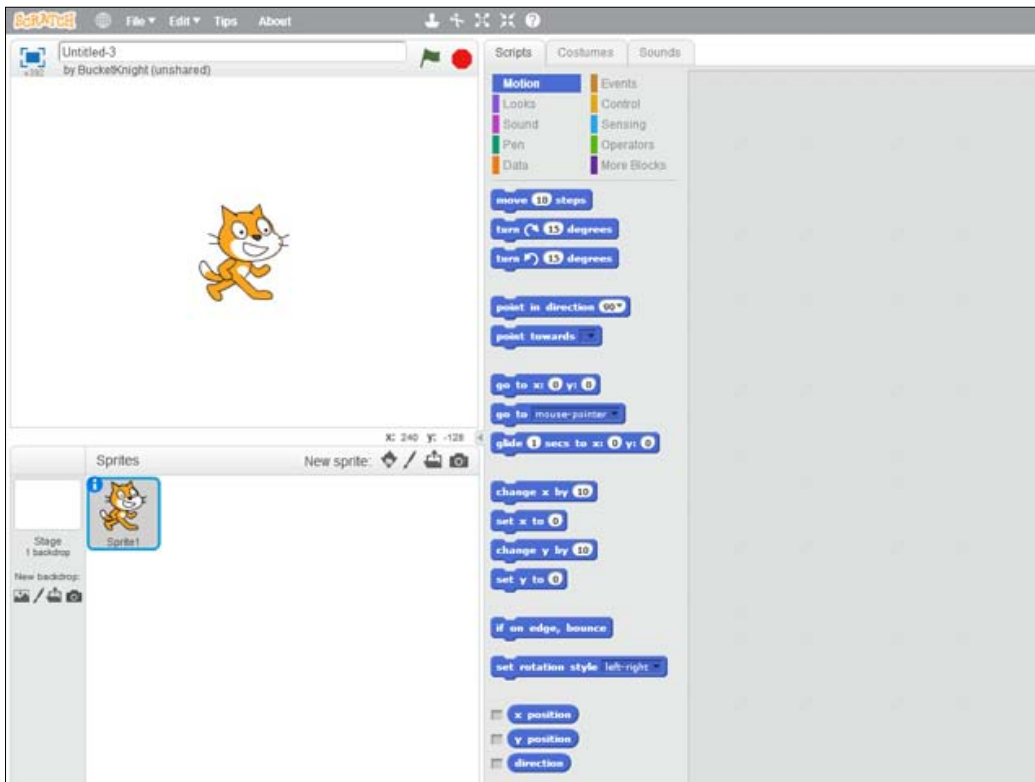 SCRATCH File Edit Tips About
Untitled-3
by BucketKnight (unshared)
Scripts Costumes Sounds
Motion Events
Looks Control
Sound Sensing
Pen Operators
Data More Blocks
move 10 steps
turn 15 degrees
turn 15 degrees
point in direction 90
point towards
go to x: 0 y: 0
go to mouse-pointer
glide 1 secs to x: 0 y: 0
change x by 10
set x to 0
change y by 10
set y to 0
if on edge, bounce
set rotation style left-right
x position
y position
direction
X: 240 Y: -128
Sprites New sprite:
Stage
1 backdrop
Sprite1
New backdrop: